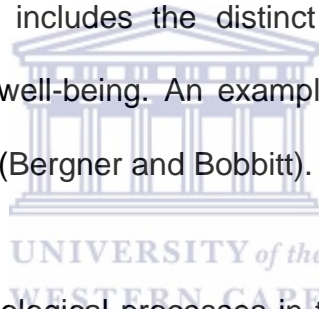 includes the distinct
well-being. An exampl
(Bergner and Bobbitt).
UNIVERSITY of the
ological processes in t
WESTERN CAPE